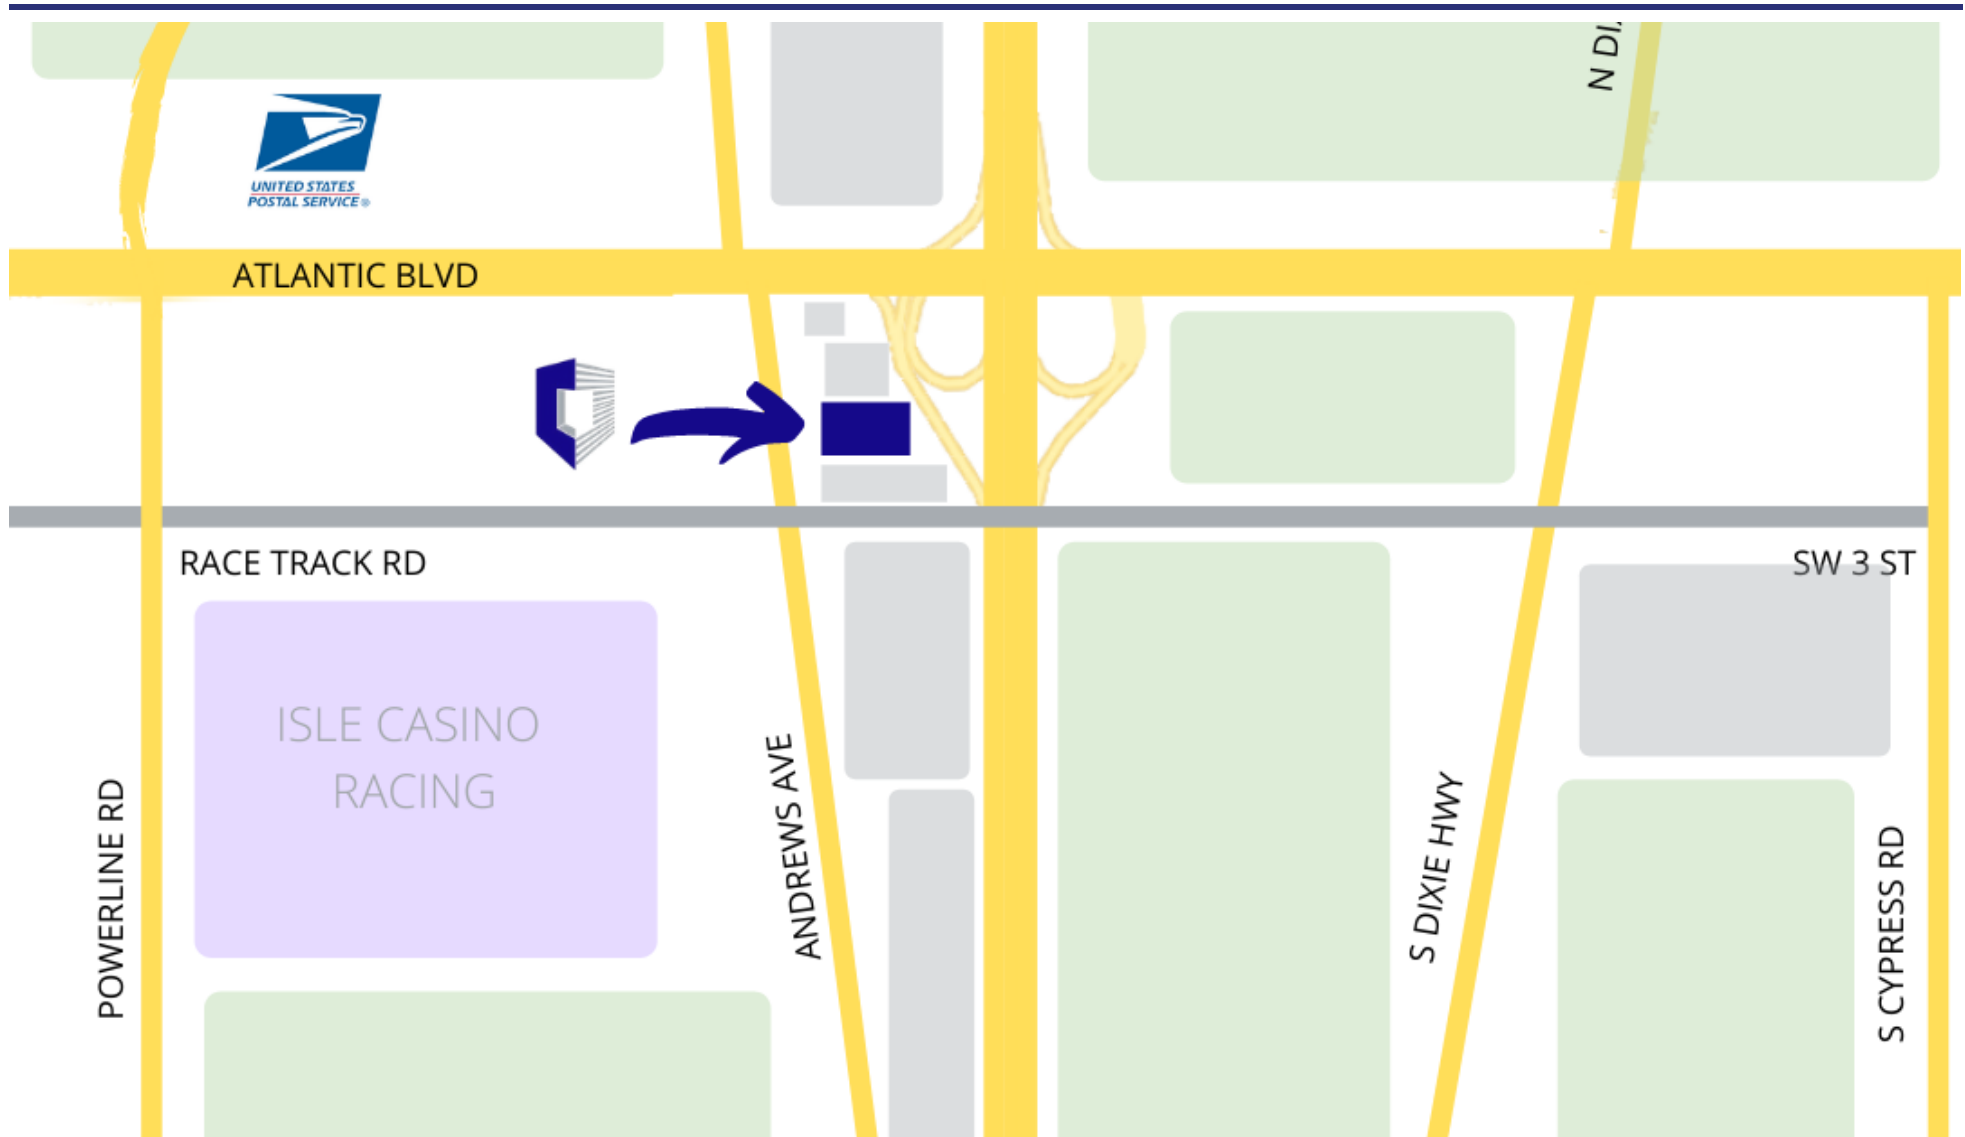 N DI
UNITED STATES
POSTAL SERVICE®
ATLANTIC BLVD
RACE TRACK RD
SW 3 ST
ISLE CASINO
RACING
POWERLINE RD
ANDREWS AVE
S DIXIE HWY
S CYPRESS RD